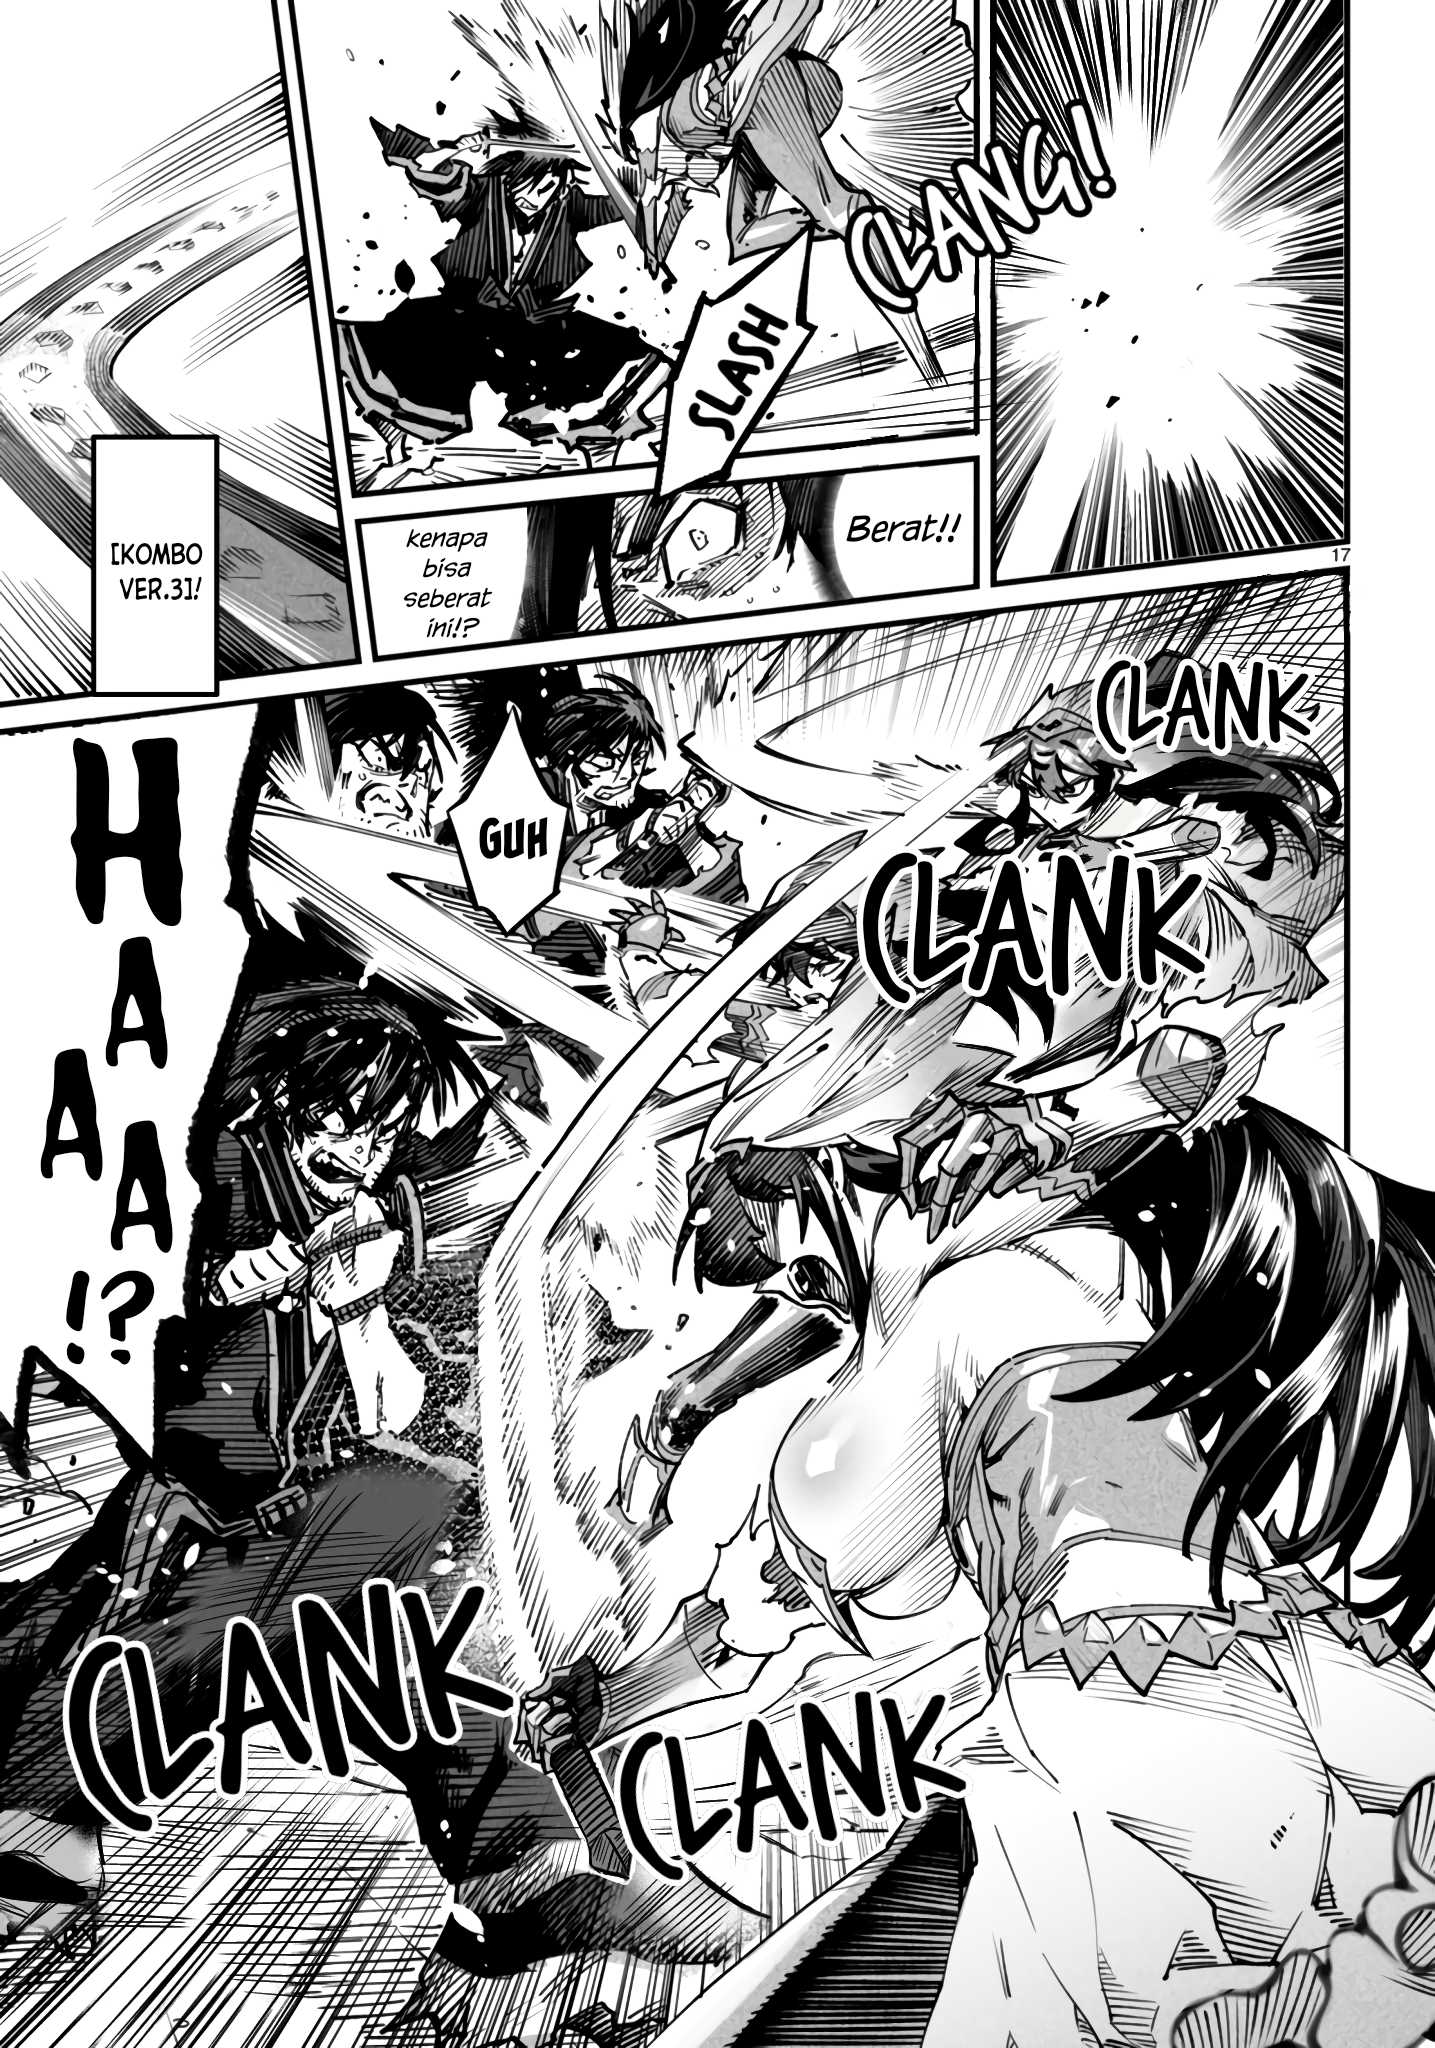 CLANG!
SLASH
17
Berat!!
kenapa
bisa
seberat
ini!?
[KOMBO
VER.3]!
CLANK
CLANK
GUH
HAAAA!?
CLANK
CLANK